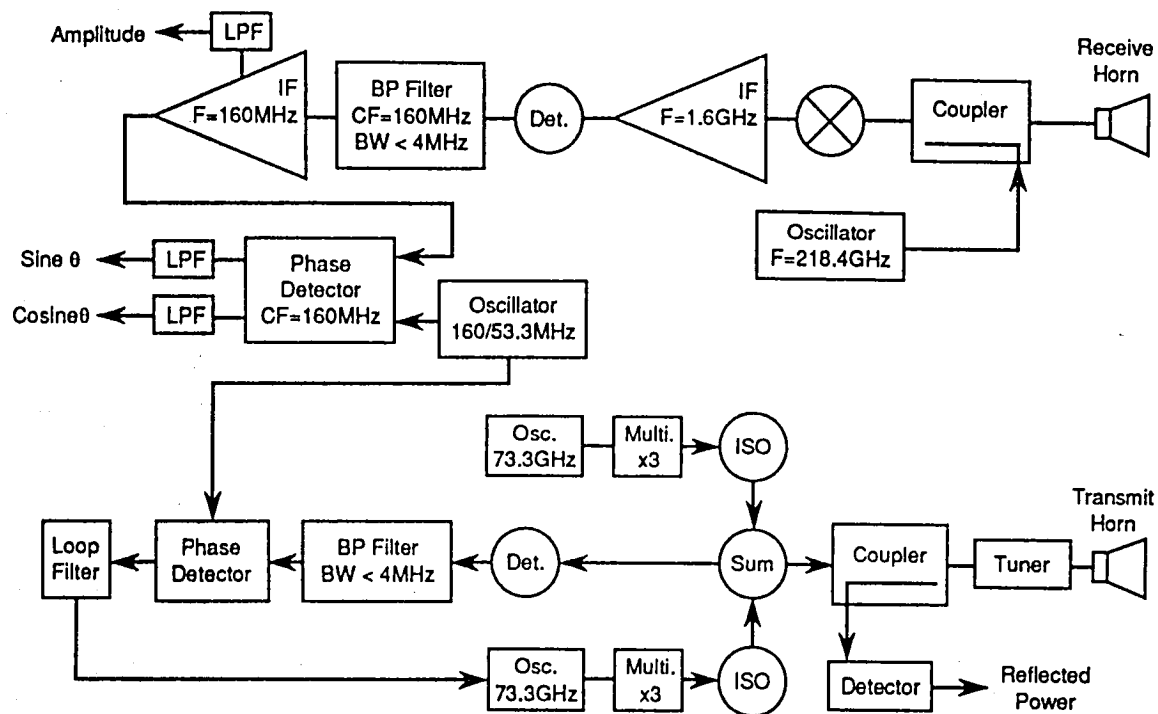 Amplitude
LPF
IF
F=160MHz
BP Filter
CF=160MHz
BW < 4MHz
Det.
IF
F=1.6GHz
Coupler
Receive
Horn
Oscillator
F=218.4GHz
Sine θ
LPF
Cosineθ
LPF
Phase
Detector
CF=160MHz
Oscillator
160/53.3MHz
Osc.
73.3GHz
Multi.
x3
ISO
Loop
Filter
Phase
Detector
BP Filter
BW < 4MHz
Det.
Sum
Coupler
Tuner
Transmit
Horn
Osc.
73.3GHz
Multi.
x3
ISO
Detector
Reflected
Power